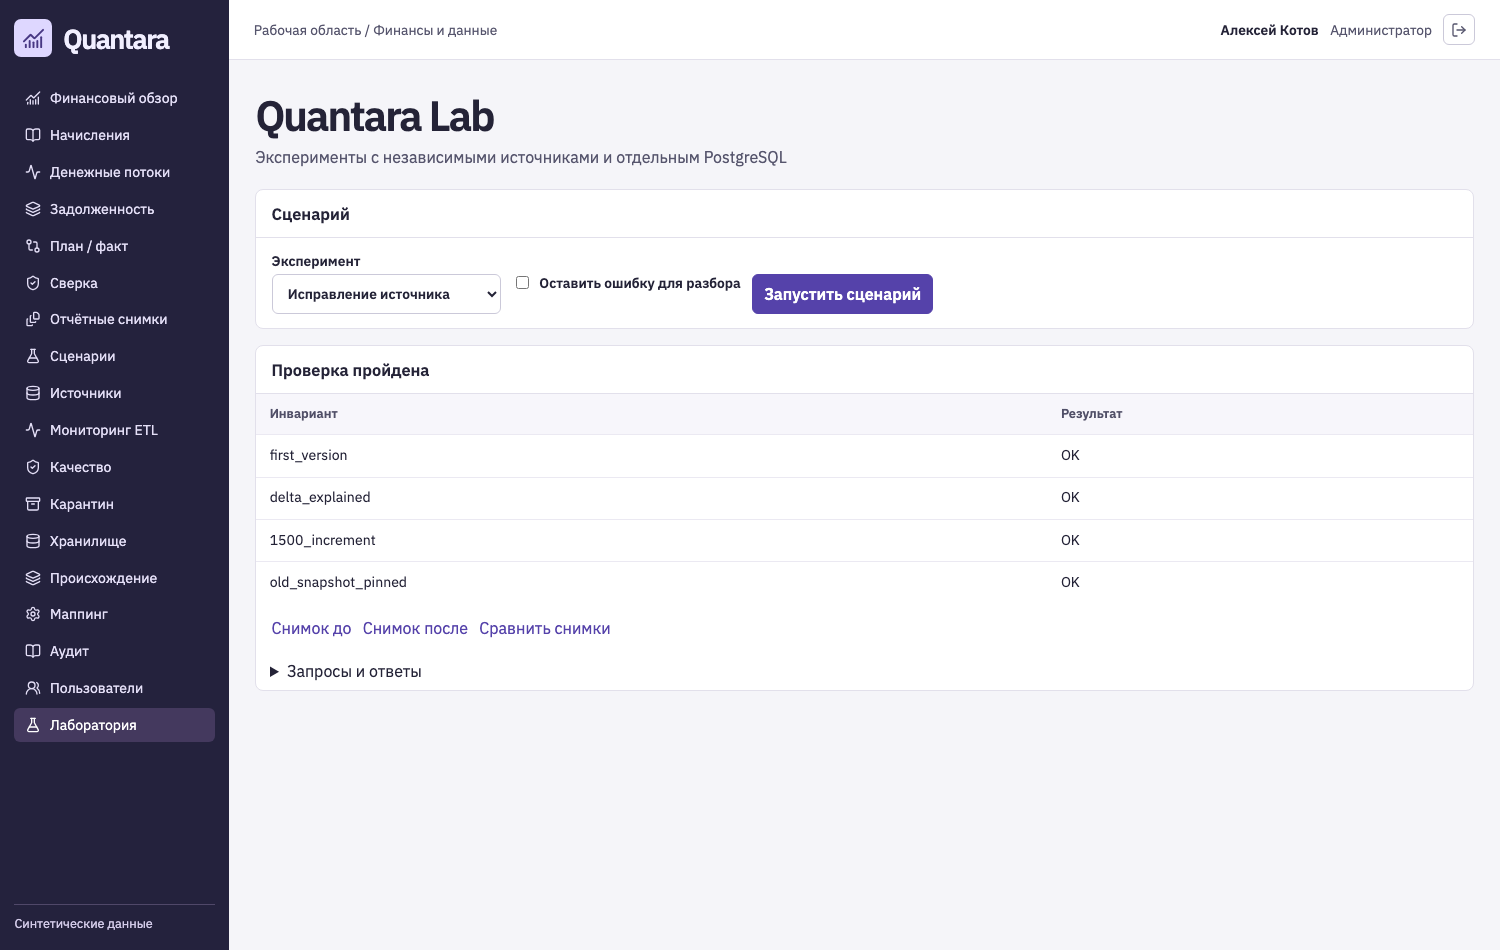 Quantara
Финансовый обзор
Начисления
Денежные потоки
Задолженность
План / факт
Сверка
Отчётные снимки
Сценарии
Источники
Мониторинг ETL
Качество
Карантин
Хранилище
Происхождение
Маппинг
Аудит
Пользователи
Лаборатория
Синтетические данные
Рабочая область / Финансы и данные
Алексей Котов Администратор
Quantara Lab
Эксперименты с независимыми источниками и отдельным PostgreSQL
Сценарий
Эксперимент
Исправление источника
Оставить ошибку для разбора
Запустить сценарий
Проверка пройдена
Инвариант Результат
first_version OK
delta_explained OK
1500_increment OK
old_snapshot_pinned OK
Снимок до Снимок после Сравнить снимки
Запросы и ответы